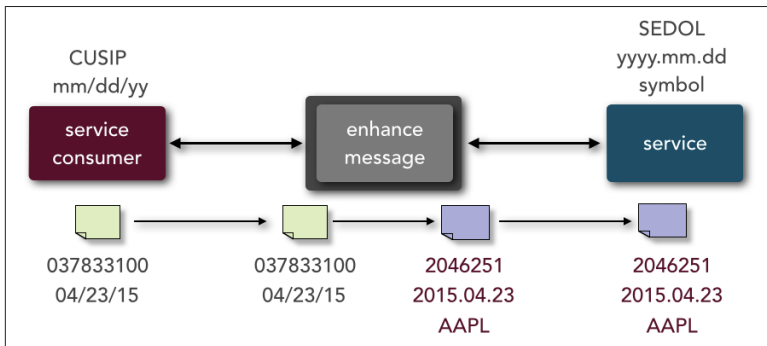 CUSIP
mm/dd/yy
SEDOL
yyyy.mm.dd
symbol
service
consumer
enhance
message
service
037833100
04/23/15
037833100
04/23/15
2046251
2015.04.23
AAPL
2046251
2015.04.23
AAPL